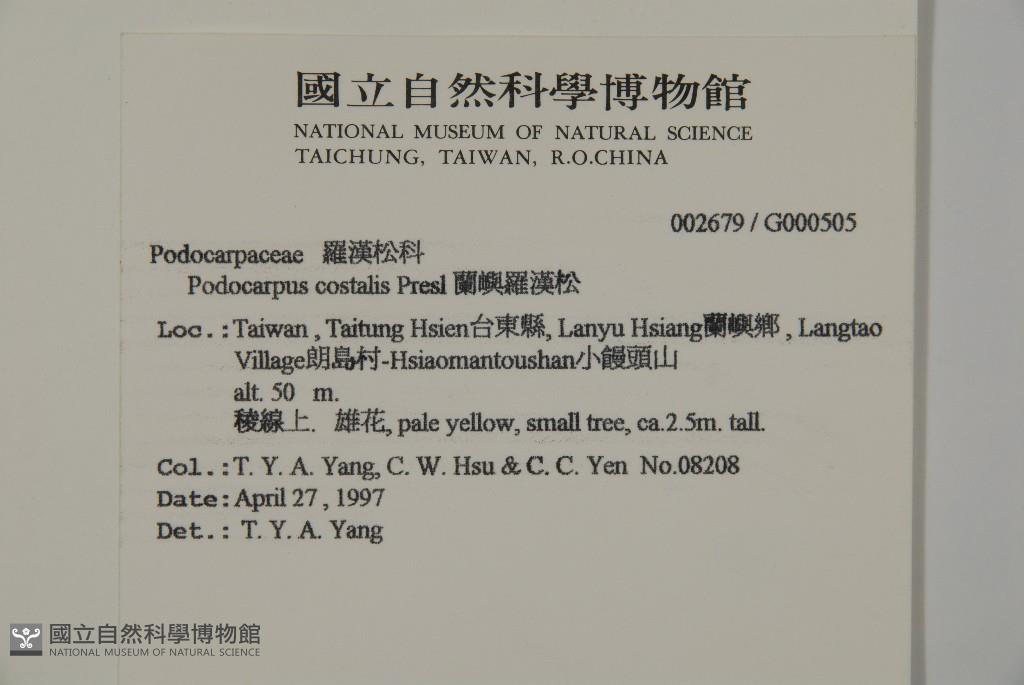 國立自然科學博物館
NATIONAL MUSEUM OF NATURAL SCIENCE
TAICHUNG, TAIWAN, R.O.CHINA
002679 / G000505
Podocarpaceae 羅漢松科
Podocarpus costalis Presl 蘭嶼羅漢松
Loc.:Taiwan , Taitung Hsien台東縣, Lanyu Hsiang蘭嶼鄉 , Langtao
Village朗島村-Hsiaomantoushan小饅頭山
alt. 50 m.
稜線上. 雄花, pale yellow, small tree, ca.2.5m. tall.
Col.:T. Y. A. Yang, C. W. Hsu & C. C. Yen No.08208
Date:April 27 , 1997
Det.: T. Y. A. Yang
國立自然科學博物館
NATIONAL MUSEUM OF NATURAL SCIENCE